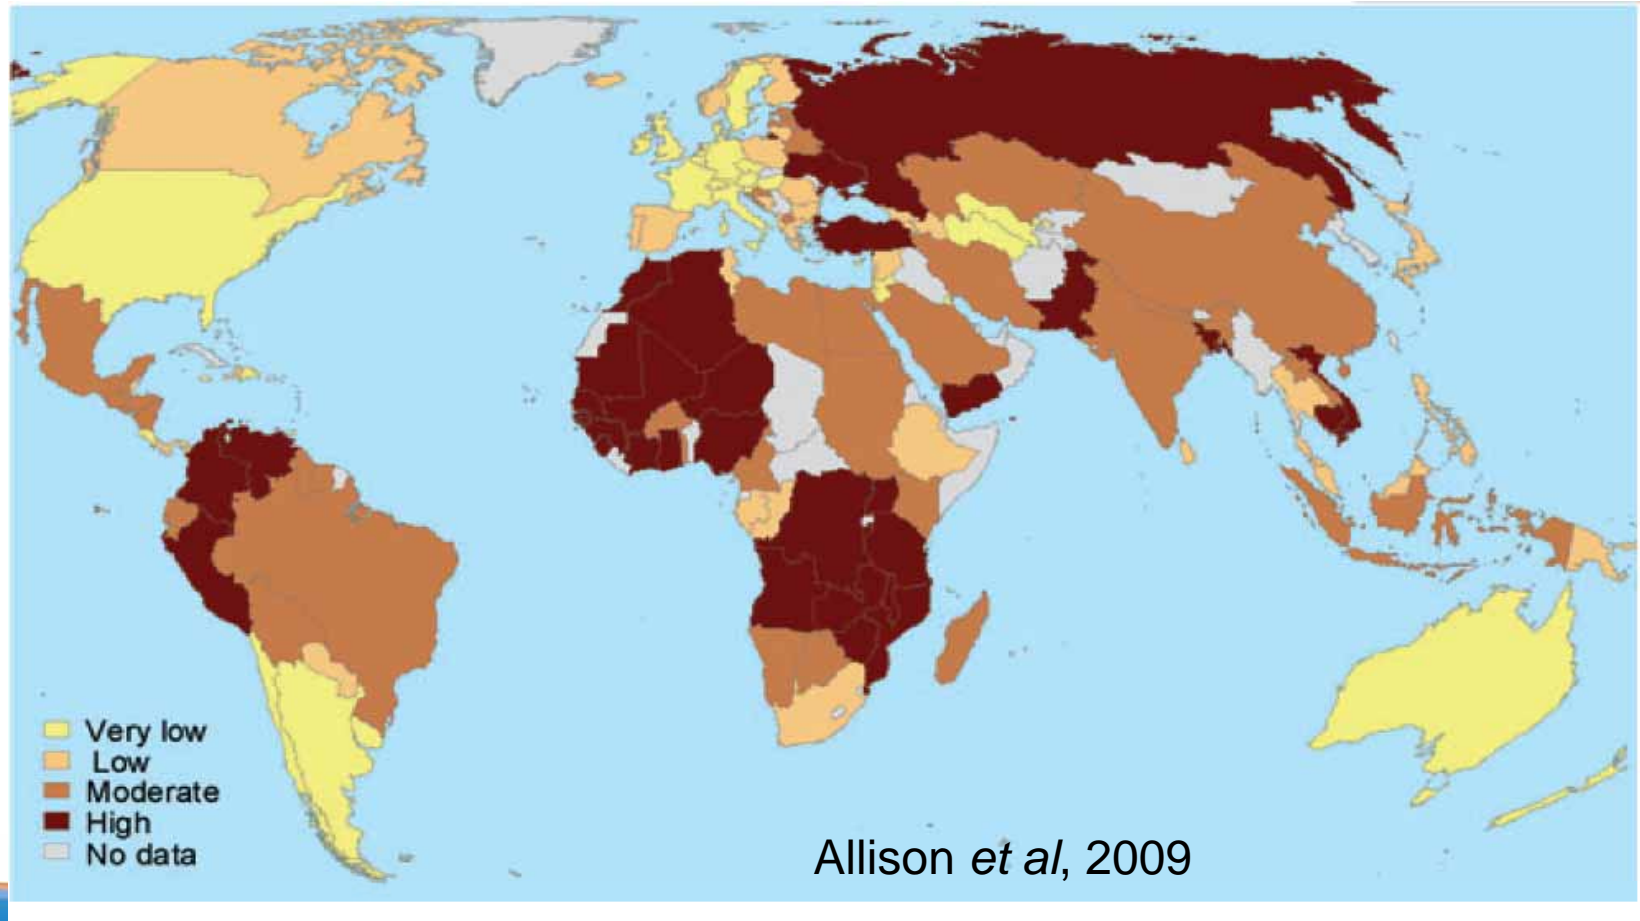 Very low
Low
Moderate
High
No data
Allison et al, 2009